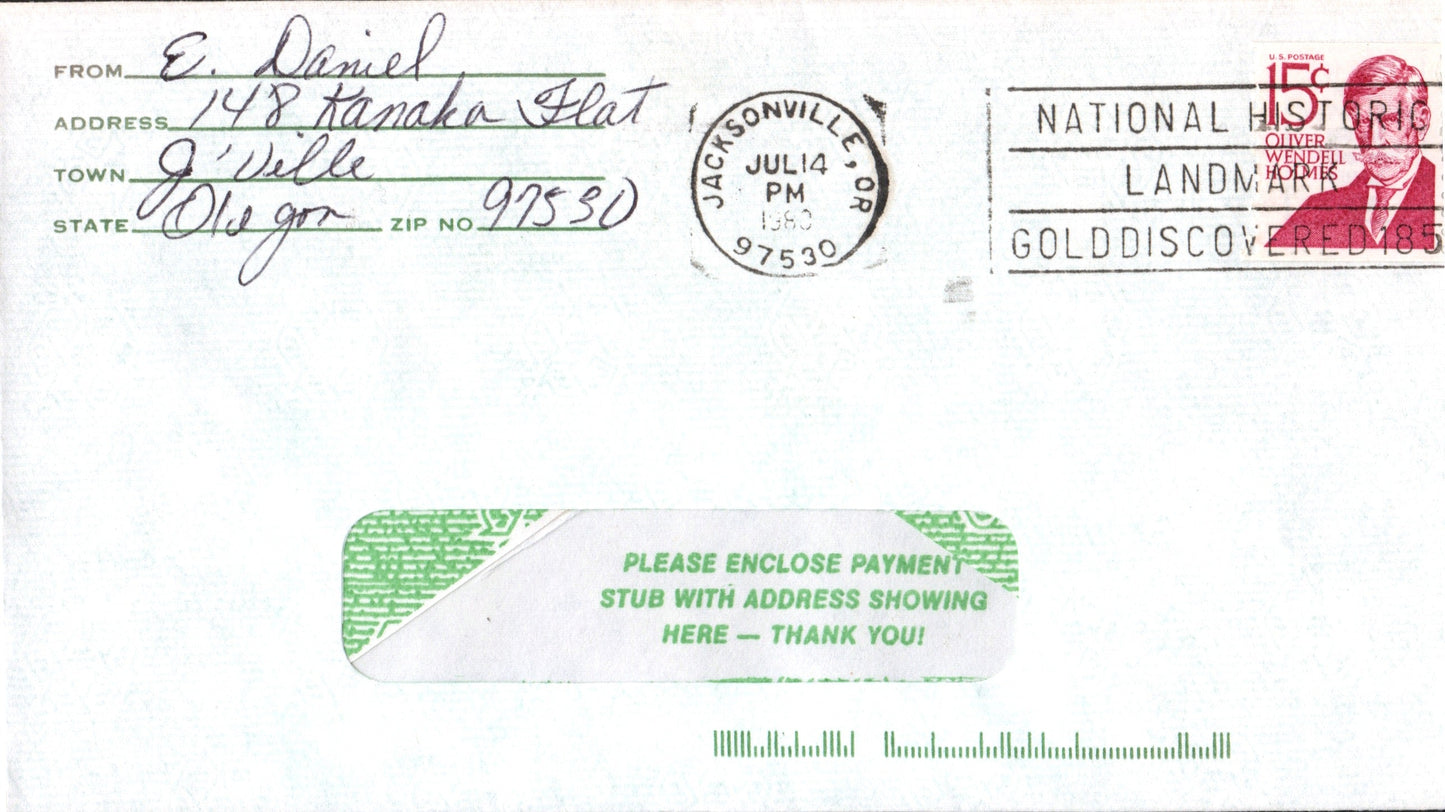 FROM E. Daniel
ADDRESS 148 Kanaka Flat
TOWN J'Ville
STATE Oregon ZIP NO. 97530
JACKSONVILLE, OR
JUL 14
PM
1980
97530
NATIONAL HISTORIC
LANDMARK
GOLD DISCOVERED 185
U.S. POSTAGE
15¢
OLIVER
WENDELL
HOLMES
PLEASE ENCLOSE PAYMENT
STUB WITH ADDRESS SHOWING
HERE — THANK YOU!